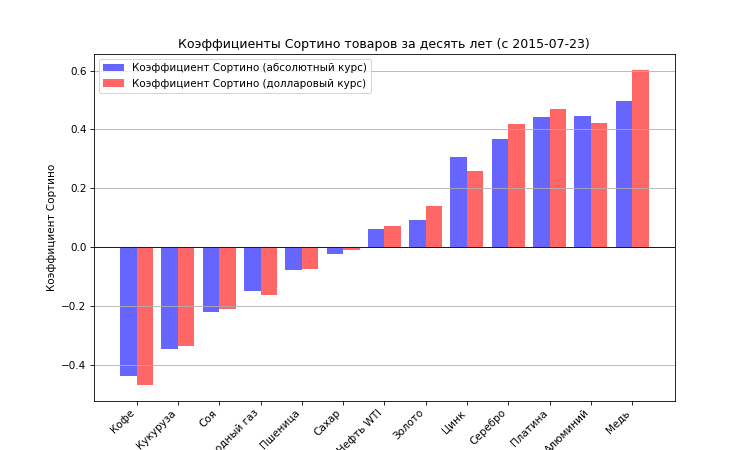 Коэффициенты Сортино товаров за десять лет (с 2015-07-23)
Коэффициент Сортино (абсолютный курс)
Коэффициент Сортино (долларовый курс)
Коэффициент Сортино
0.6
0.4
0.2
0.0
−0.2
−0.4
Кофе
Кукуруза
Соя
одный газ
Пшеница
Сахар
Нефть WTI
Золото
Цинк
Серебро
Платина
Алюминий
Медь